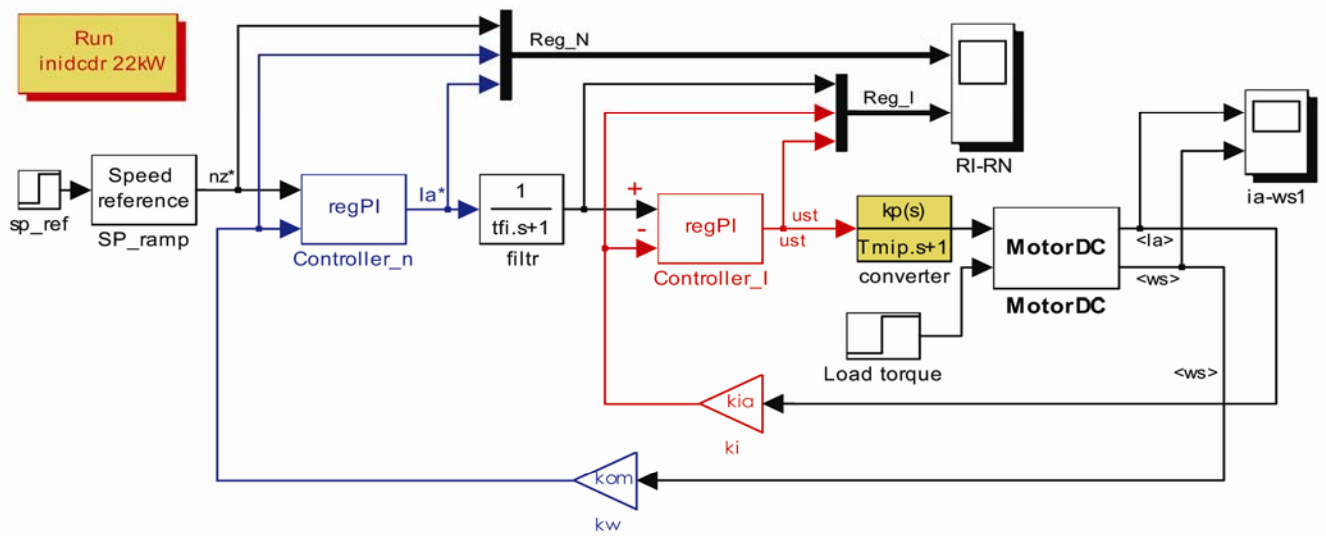 Run
inidcdr 22kW
Reg_N
Reg_I
RI-RN
ia-ws1
sp_ref
Speed
reference
SP_ramp
nz*
regPI
Controller_n
Ia*
1
tfi.s+1
filtr
+
-
regPI
Controller_I
ust
ust
kp(s)
Tmip.s+1
converter
MotorDC
MotorDC
<Ia>
<ws>
Load torque
<ws>
kia
ki
kom
kw